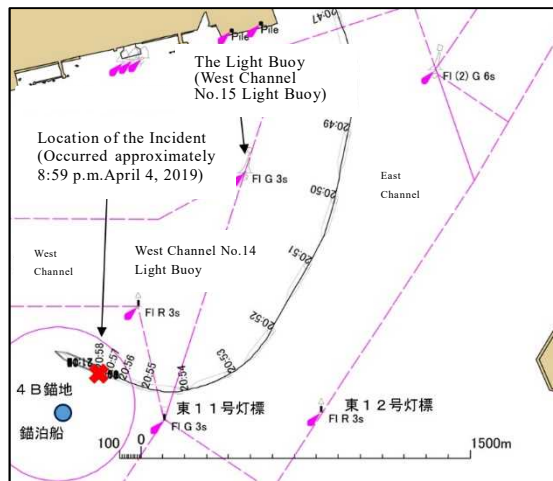 20:47
Pile
Pile
The Light Buoy
(West Channel
No.15 Light Buoy)
Fl (2) G 6s
Location of the Incident
(Occurred approximately
8:59 p.m.April 4, 2019)
20:49
Fl G 3s
20:50
East
Channel
20:51
West
Channel
West Channel No.14
Light Buoy
Fl R 3s
20:52
20:53
20:54
20:55
20:56
20:57
20:58
4B錨地
錨泊船
東11号灯標
Fl G 3s
東12号灯標
Fl R 3s
100
0
1500m